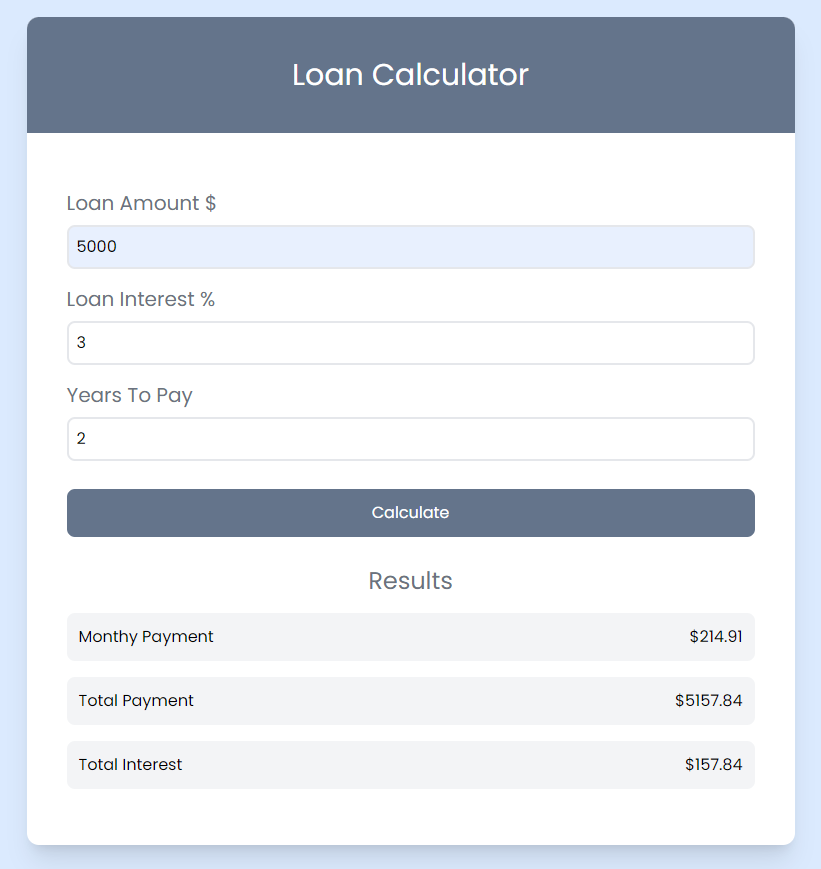 Loan Calculator
Loan Amount $
5000
Loan Interest %
3
Years To Pay
2
Calculate
Results
Monthy Payment $214.91
Total Payment $5157.84
Total Interest $157.84